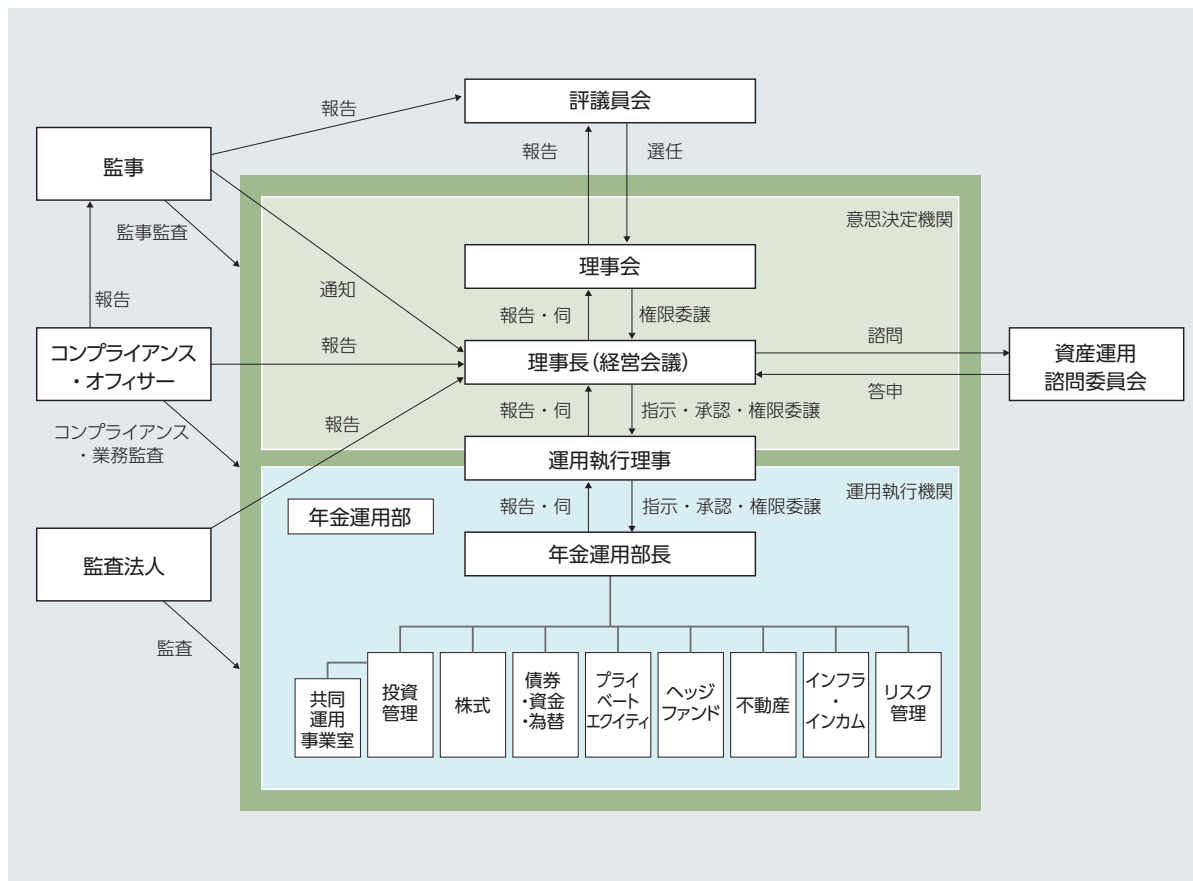 評議員会
報告
監事
報告
選任
意思決定機関
監事監査
理事会
通知
報告
報告・伺
権限委譲
コンプライアンス
・オフィサー
報告
理事長(経営会議)
諮問
答申
資産運用
諮問委員会
コンプライアンス
・業務監査
報告
報告・伺
指示・承認・権限委譲
運用執行理事
運用執行機関
年金運用部
報告・伺
指示・承認・権限委譲
監査法人
年金運用部長
監査
共同
運用
事業室
投資
管理
株式
債券
・資金
・為替
プライ
ベート
エクイティ
ヘッジ
ファンド
不動産
インフラ
・
インカム
リスク
管理